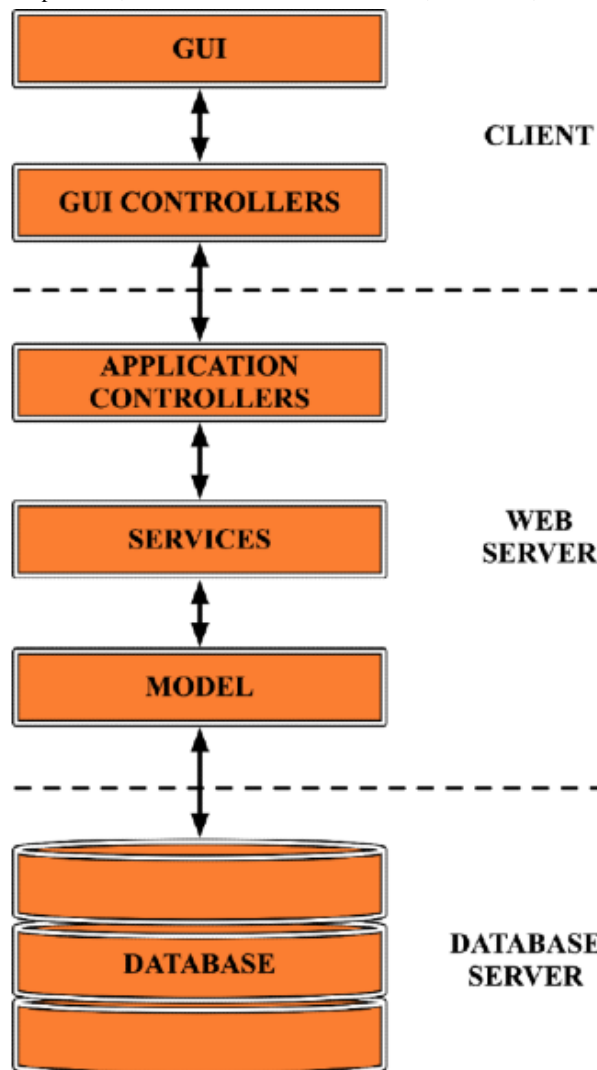 GUI
CLIENT
GUI CONTROLLERS
APPLICATION
CONTROLLERS
SERVICES
WEB
SERVER
MODEL
DATABASE
DATABASE
SERVER